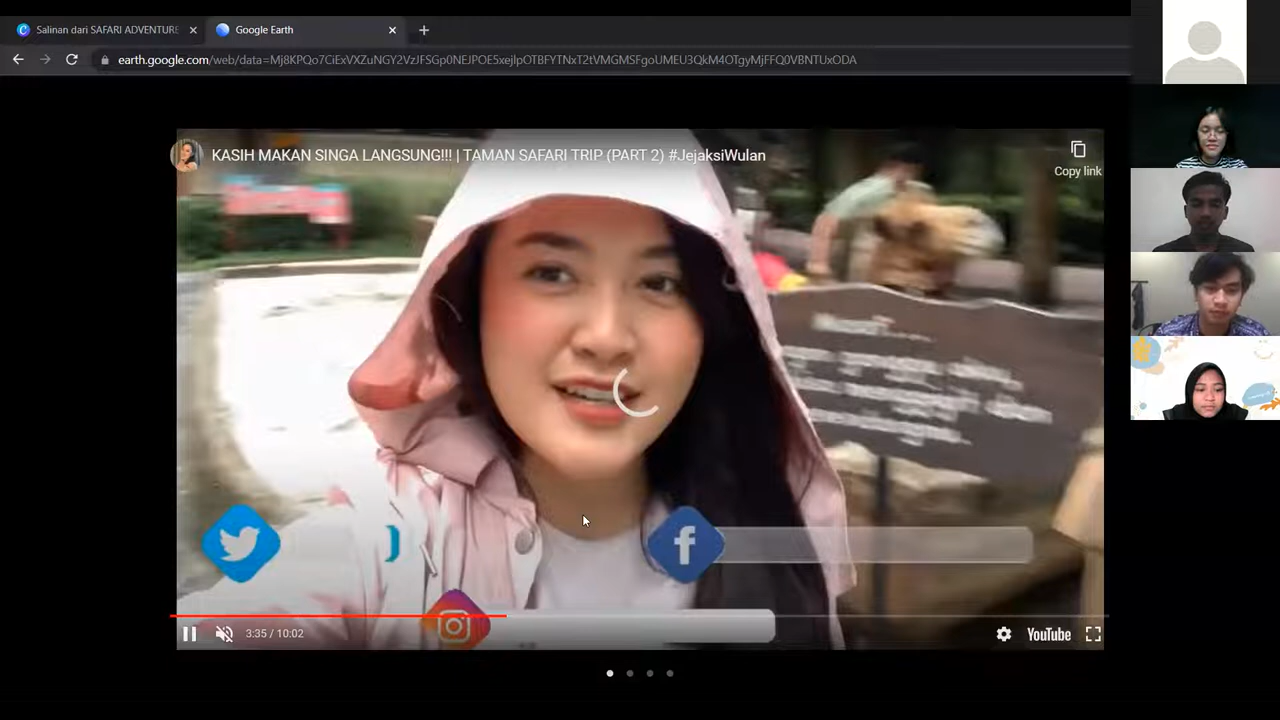 Salinan dari SAFARI ADVENTURE
Google Earth
earth.google.com/web/data=Mj8KPQo7CiExVXZuNGY2VzJFSGp0NEJPOE5xejlpOTBFYTNxT2tVMGMSFgoUMEU3QkM4OTgyMjFFQ0VBNTUxODA
KASIH MAKAN SINGA LANGSUNG!!! | TAMAN SAFARI TRIP (PART 2) #JejaksiWulan
Copy link
3:35 / 10:02
YouTube